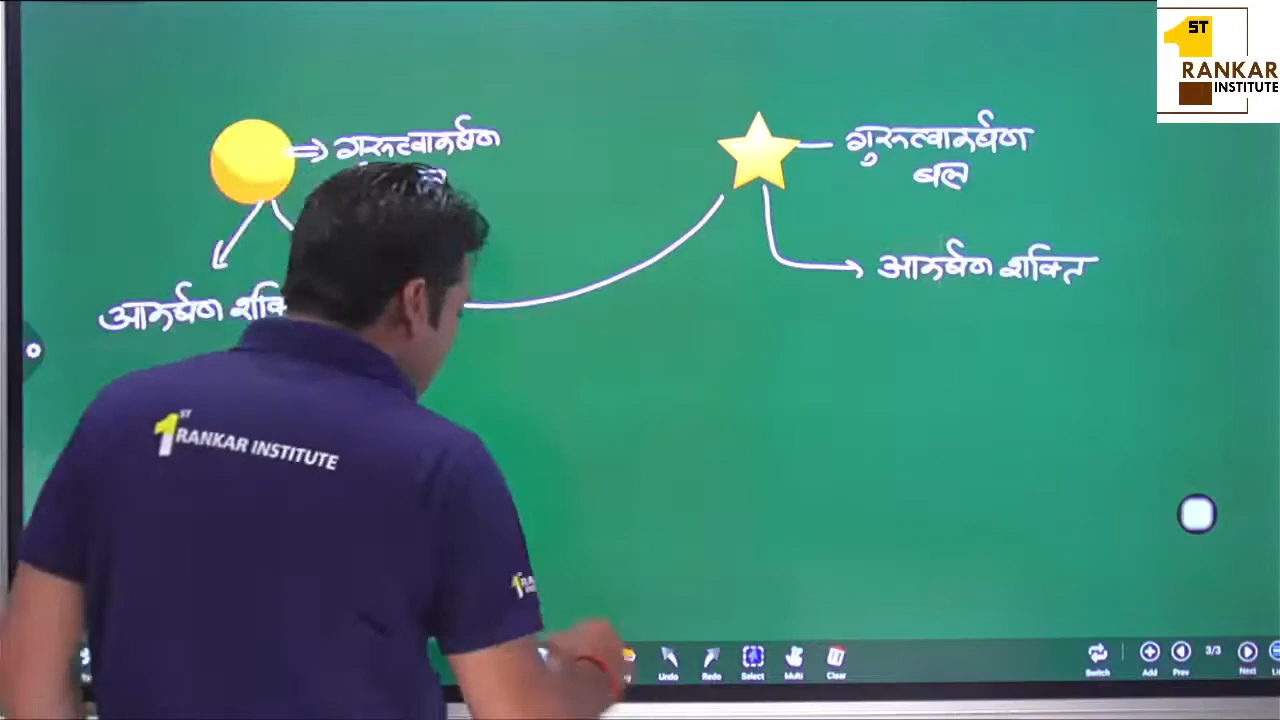 1ST
RANKAR
INSTITUTE
गुरूत्वाकर्षण
गुरूत्वाकर्षण
बल
आकर्षण शक्ति
आकर्षण
1ST
RANKAR INSTITUTE
Undo
Redo
Select
Multi
Clear
Switch
Add
Prev
3/3
Next